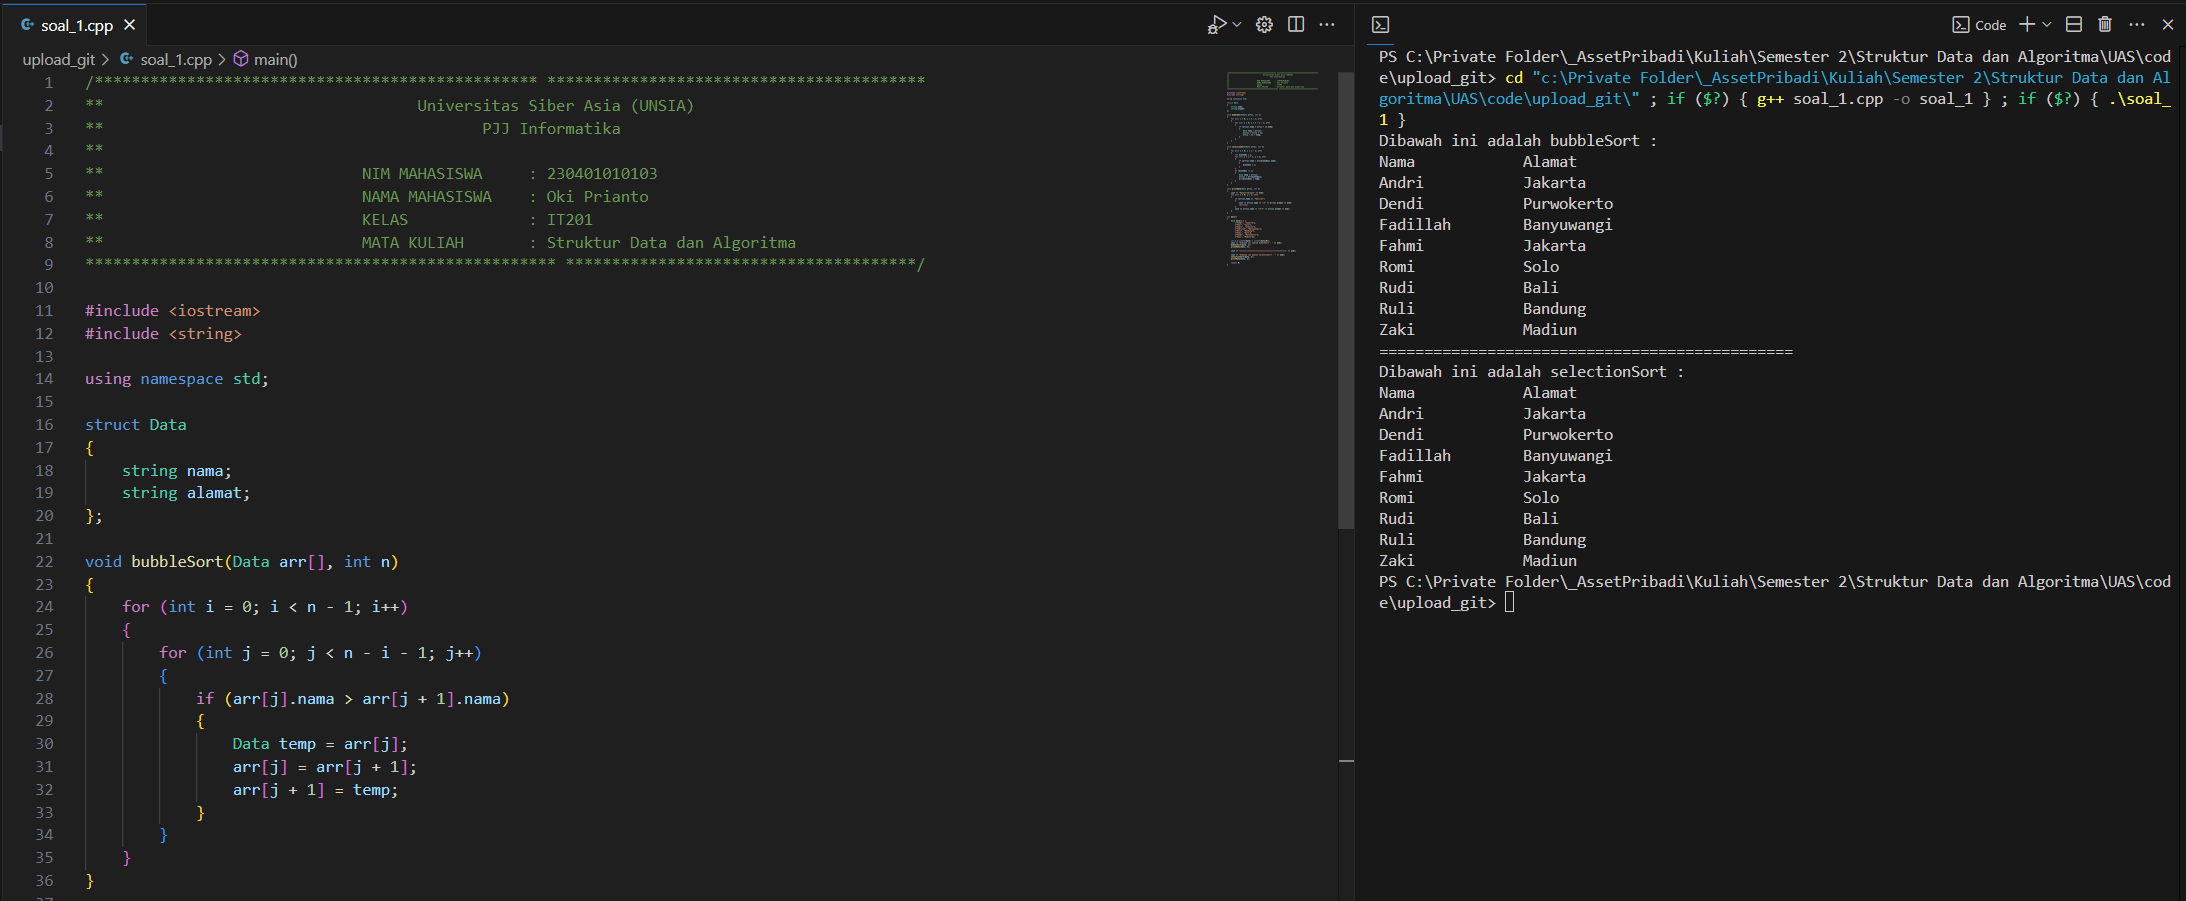 soal_1.cpp
upload_git > soal_1.cpp > main()
1 /************************************************ *****************************************
2 ** Universitas Siber Asia (UNSIA)
3 ** PJJ Informatika
4 **
5 ** NIM MAHASISWA : 230401010103
6 ** NAMA MAHASISWA : Oki Prianto
7 ** KELAS : IT201
8 ** MATA KULIAH : Struktur Data dan Algoritma
9 *************************************************** **************************************/
10
11 #include <iostream>
12 #include <string>
13
14 using namespace std;
15
16 struct Data
17 {
18 string nama;
19 string alamat;
20 };
21
22 void bubbleSort(Data arr[], int n)
23 {
24 for (int i = 0; i < n - 1; i++)
25 {
26 for (int j = 0; j < n - i - 1; j++)
27 {
28 if (arr[j].nama > arr[j + 1].nama)
29 {
30 Data temp = arr[j];
31 arr[j] = arr[j + 1];
32 arr[j + 1] = temp;
33 }
34 }
35 }
36 }
Code
PS C:\Private Folder\_AssetPribadi\Kuliah\Semester 2\Struktur Data dan Algoritma\UAS\cod
e\upload_git> cd "c:\Private Folder\_AssetPribadi\Kuliah\Semester 2\Struktur Data dan Al
goritma\UAS\code\upload_git\" ; if ($?) { g++ soal_1.cpp -o soal_1 } ; if ($?) { .\soal_
1 }
Dibawah ini adalah bubbleSort :
Nama Alamat
Andri Jakarta
Dendi Purwokerto
Fadillah Banyuwangi
Fahmi Jakarta
Romi Solo
Rudi Bali
Ruli Bandung
Zaki Madiun
==============================================
Dibawah ini adalah selectionSort :
Nama Alamat
Andri Jakarta
Dendi Purwokerto
Fadillah Banyuwangi
Fahmi Jakarta
Romi Solo
Rudi Bali
Ruli Bandung
Zaki Madiun
PS C:\Private Folder\_AssetPribadi\Kuliah\Semester 2\Struktur Data dan Algoritma\UAS\cod
e\upload_git>